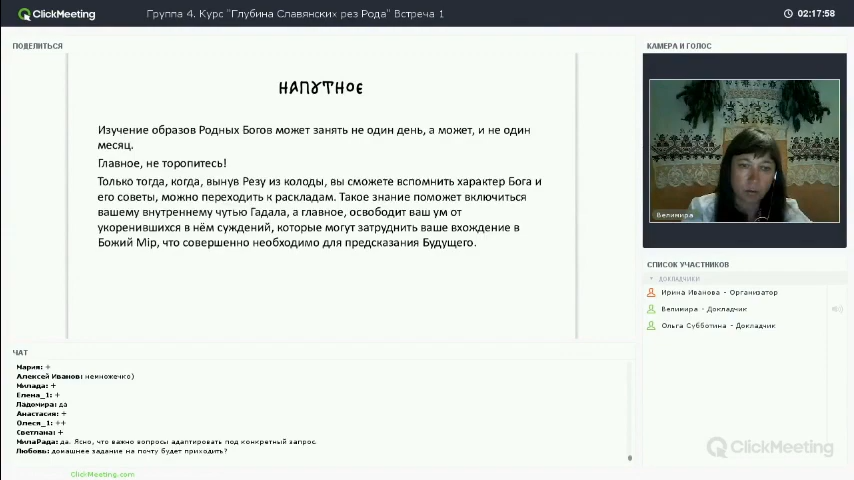 ClickMeeting
Группа 4. Курс "Глубина Славянских рез Рода" Встреча 1
02:17:58
ПОДЕЛИТЬСЯ
НАПУТНОЕ
Изучение образов Родных Богов может занять не один день, а может, и не один
месяц.
Главное, не торопитесь!
Только тогда, когда, вынув Резу из колоды, вы сможете вспомнить характер Бога и
его советы, можно переходить к раскладам. Такое знание поможет включиться
вашему внутреннему чутью Гадала, а главное, освободит ваш ум от
укоренившихся в нём суждений, которые могут затруднить ваше вхождение в
Божий Мiр, что совершенно необходимо для предсказания Будущего.
ЧАТ
Мария: +
Алексей Иванов: немножечко)
Милада: +
Елена_1: +
Ладомира: да
Анастасия: +
Олеся_1: ++
Светлана: +
МилаРада: да. Ясно, что важно вопросы адаптировать под конкретный запрос.
Любовь: домашнее задание на почту будет приходить?
ClickMeeting.com
КАМЕРА И ГОЛОС
Велимира
СПИСОК УЧАСТНИКОВ
ДОКЛАДЧИКИ
Ирина Иванова - Организатор
Велимира - Докладчик
Ольга Субботина - Докладчик
ClickMeeting